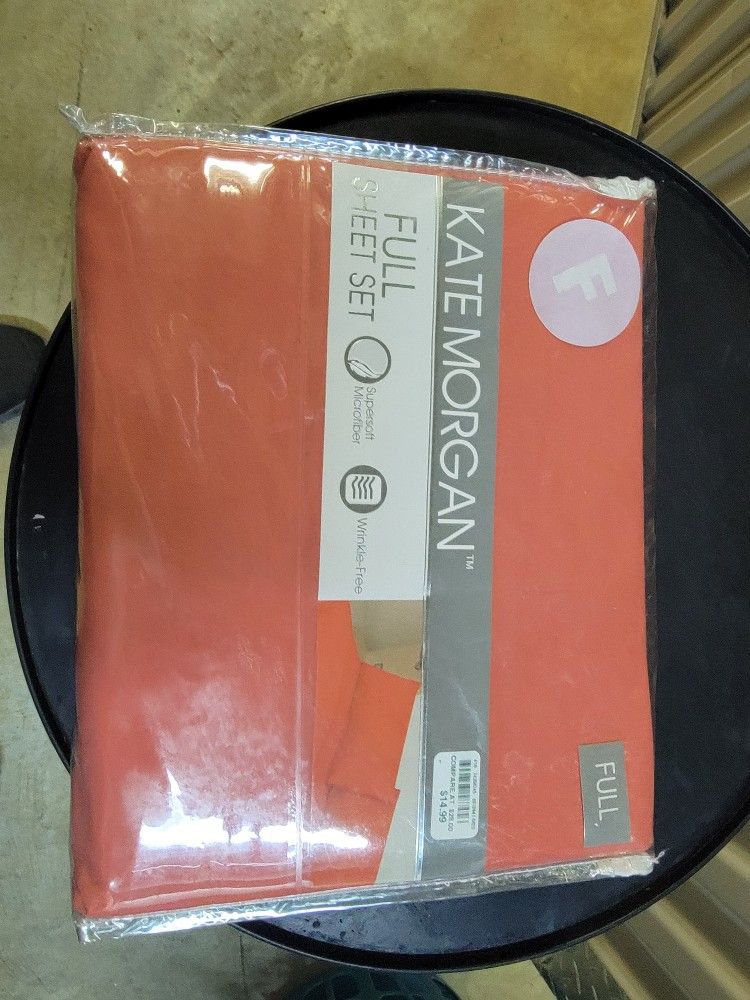 F
KATE MORGAN™
FULL
SHEET SET
Supersoft
Microfiber
Wrinkle-Free
FULL,
COMPARE AT $25.00
$14.99